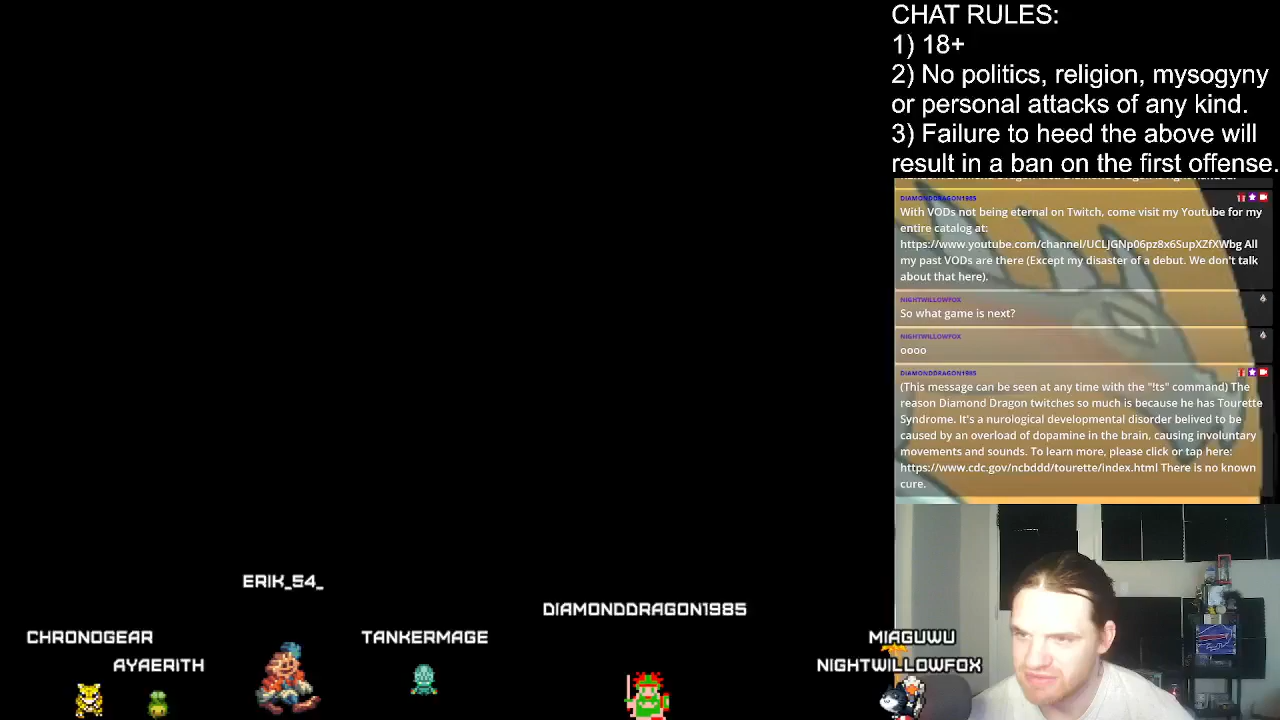 CHAT RULES:
1) 18+
2) No politics, religion, mysogyny
or personal attacks of any kind.
3) Failure to heed the above will
result in a ban on the first offense.
DIAMONDDRAGON1985
With VODs not being eternal on Twitch, come visit my Youtube for my
entire catalog at:
https://www.youtube.com/channel/UCLJGNp06pz8x6SupXZfXWbg All
my past VODs are there (Except my disaster of a debut. We don't talk
about that here).
NIGHTWILLOWFOX
So what game is next?
NIGHTWILLOWFOX
oooo
DIAMONDDRAGON1985
(This message can be seen at any time with the "!ts" command) The
reason Diamond Dragon twitches so much is because he has Tourette
Syndrome. It's a nurological developmental disorder belived to be
caused by an overload of dopamine in the brain, causing involuntary
movements and sounds. To learn more, please click or tap here:
https://www.cdc.gov/ncbddd/tourette/index.html There is no known
cure.
ERIK_54_
DIAMONDDRAGON1985
CHRONOGEAR
TANKERMAGE
MIAGUWU
AYAERITH
NIGHTWILLOWFOX